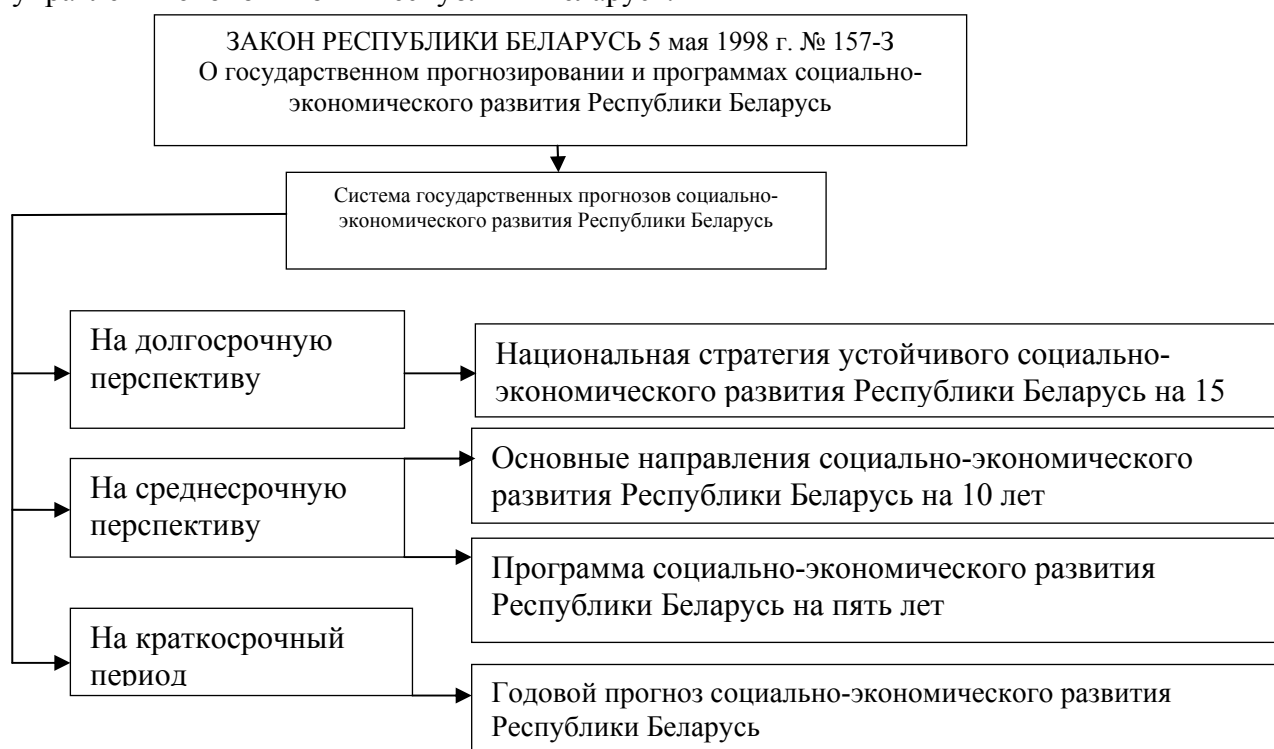 ЗАКОН РЕСПУБЛИКИ БЕЛАРУСЬ 5 мая 1998 г. № 157-З
О государственном прогнозировании и программах социально-
экономического развития Республики Беларусь
Система государственных прогнозов социально-
экономического развития Республики Беларусь
На долгосрочную
перспективу
Национальная стратегия устойчивого социально-
экономического развития Республики Беларусь на 15
На среднесрочную
перспективу
Основные направления социально-экономического
развития Республики Беларусь на 10 лет
Программа социально-экономического развития
Республики Беларусь на пять лет
На краткосрочный
период
Годовой прогноз социально-экономического развития
Республики Беларусь